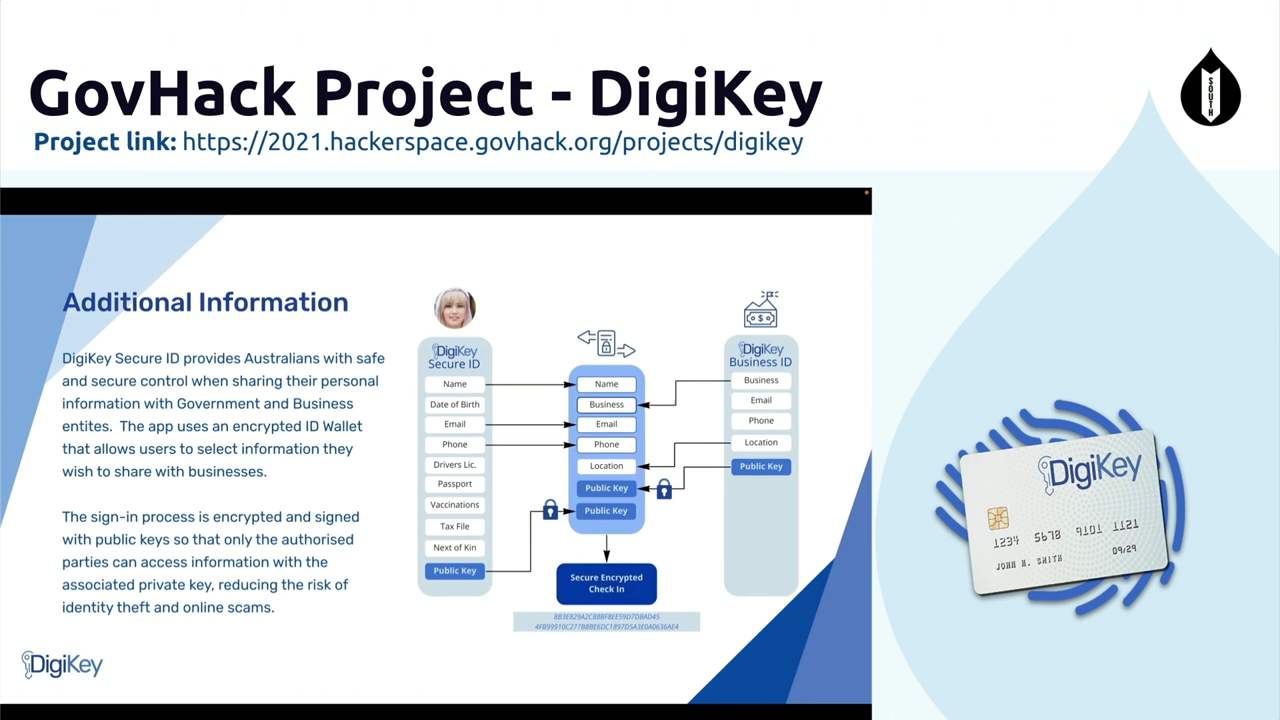 GovHack Project - DigiKey
Project link: https://2021.hackerspace.govhack.org/projects/digikey
SOUTH
Additional Information
DigiKey Secure ID provides Australians with safe
and secure control when sharing their personal
information with Government and Business
entites. The app uses an encrypted ID Wallet
that allows users to select information they
wish to share with businesses.
The sign-in process is encrypted and signed
with public keys so that only the authorised
parties can access information with the
associated private key, reducing the risk of
identity theft and online scams.
DigiKey
DigiKey
Secure ID
Name
Date of Birth
Email
Phone
Drivers Lic.
Passport
Vaccinations
Tax File
Next of Kin
Public Key
Name
Business
Email
Phone
Location
Public Key
Public Key
Secure Encrypted
Check In
8B3E829A2C88BF8EE59D7DBAD45
4FB99910C277BBBE6DC1897D5A3E0A0636AE4
$
DigiKey
Business ID
Business
Email
Phone
Location
Public Key
DigiKey
1234 5678 9101 1121
09/29
JOHN H. SMITH